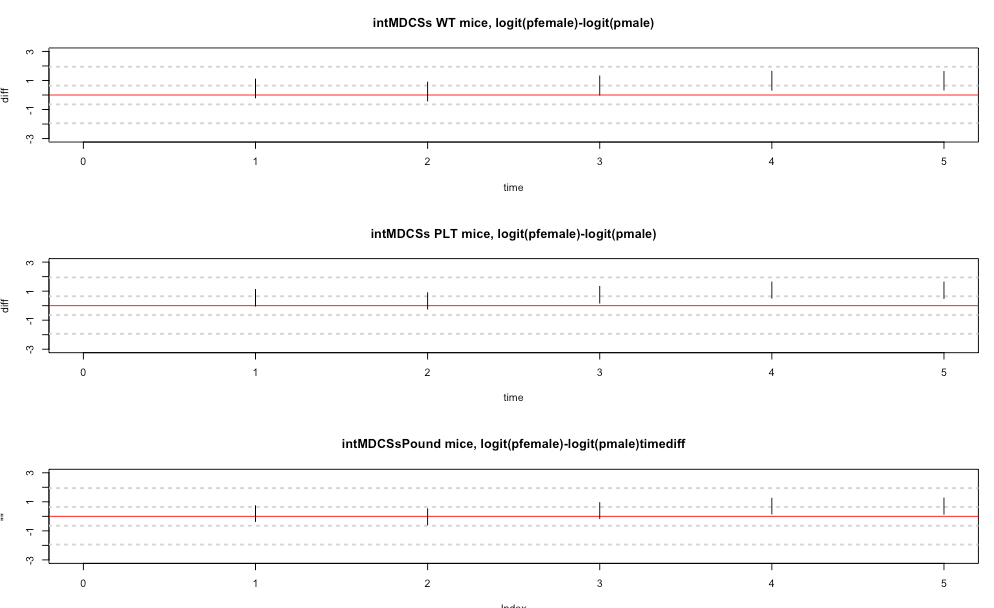 intMDCSs WT mice, logit(pfemale)-logit(pmale)
3
1
-1
-3
diff
0 1 2 3 4 5
time
intMDCSs PLT mice, logit(pfemale)-logit(pmale)
3
1
-1
-3
diff
0 1 2 3 4 5
time
intMDCSsPound mice, logit(pfemale)-logit(pmale)timediff
3
1
-1
-3
""
0 1 2 3 4 5
Index